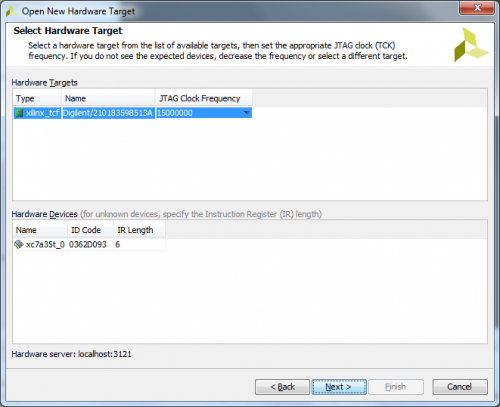 Open New Hardware Target
Select Hardware Target
Select a hardware target from the list of available targets, then set the appropriate JTAG clock (TCK)
frequency. If you do not see the expected devices, decrease the frequency or select a different target.
Hardware Targets
Type Name JTAG Clock Frequency
xilinx_tcf Digilent/210183598513A 15000000
Hardware Devices (for unknown devices, specify the Instruction Register (IR) length)
Name ID Code IR Length
xc7a35t_0 0362D093 6
Hardware server: localhost:3121
< Back Next > Finish Cancel